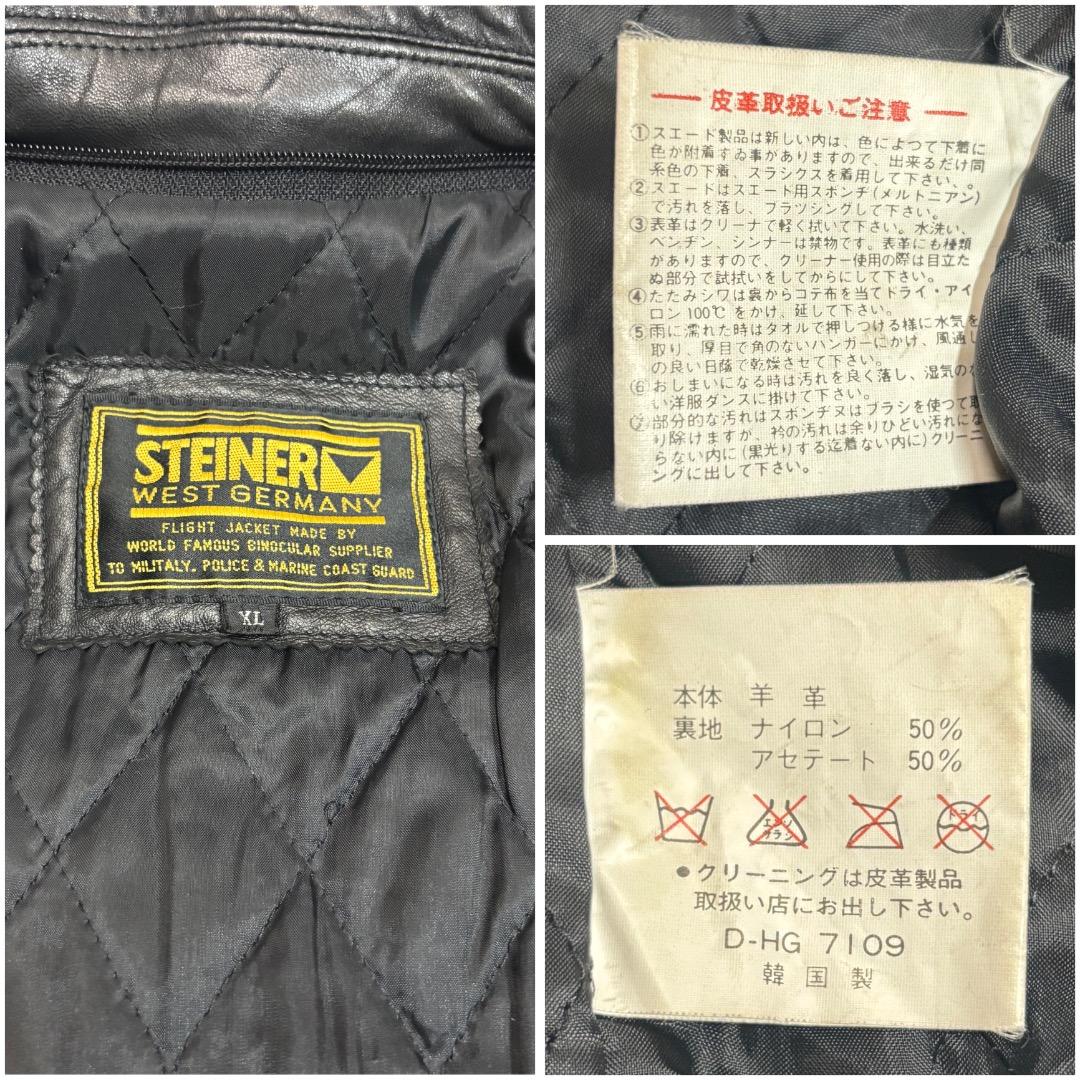 STEINER
WEST GERMANY
FLIGHT JACKET MADE BY
WORLD FAMOUS BINOCULAR SUPPLIER
TO MILITALY. POLICE & MARINE COAST GUARD
XL
皮革取扱いご注意
①スエード製品は新しい内は、色によつて下着に
色か附着すゐ事がありますので、出来るだけ同
系色の下着、スラシクスを着用して下さい。。
②スエードはスエード用スポンチ(メルトニアン)
で汚れを落し、フラツシングして下さい。
③表革はクリーナで軽く拭いて下さい。水洗い、
ベンヂン、シンナーは禁物です。表革にも種類
がありますので、クリーナー使用の際は目立た
ぬ部分で試拭いをしてからにして下さい。
④たたみシワは裏からコテ布を当てドライ・アイ
ロン100℃をかけ、延して下さい。
⑤雨に濡れた時はタオルで押しつける様に水気を
取り、厚目で角のないハンガーにかけ、風通し
の良い日蔭で乾燥させて下さい。
⑥おしまいになる時は汚れを良く落し、湿気のな
い洋服ダンスに掛けて下さい。
⑦部分的な汚れはスポンヂヌはブラシを使つて取
り除けますが、衿の汚れは余りひどい汚れにな
らない内に(黒光りする迄着ない内に)クリーニ
ングに出して下さい。
本体 羊革
裏地 ナイロン 50%
アセテート 50%
エンソ
サラシ
ドライ
●クリーニングは皮革製品
取扱い店にお出し下さい。
D-HG 7109
韓国製